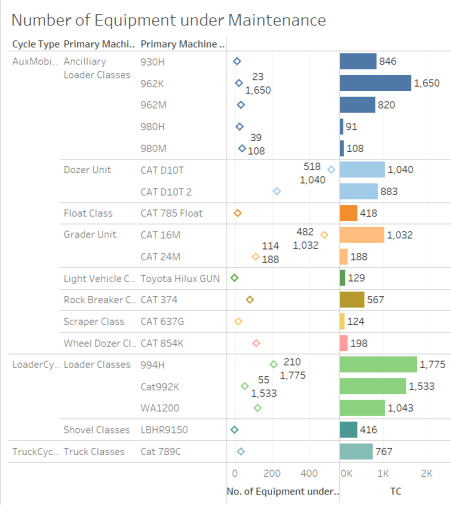 Number of Equipment under Maintenance
Cycle Type Primary Machi.. Primary Machine ..
AuxMobi.. Ancilliary 930H 846
Loader Classes 962K 23 1,650 1,650
962M 820
980H 91
980M 39 108 108
Dozer Unit CAT D10T 518 1,040 1,040
CAT D10T 2 883
Float Class CAT 785 Float 418
Grader Unit CAT 16M 482 1,032 1,032
CAT 24M 114 188 188
Light Vehicle C.. Toyota Hilux GUN 129
Rock Breaker C.. CAT 374 567
Scraper Class CAT 637G 124
Wheel Dozer Cl.. CAT 854K 198
LoaderCy.. Loader Classes 994H 210 1,775 1,775
Cat992K 55 1,533 1,533
WA1200 1,043
Shovel Classes LBHR9150 416
TruckCyc.. Truck Classes Cat 789C 767
0 200 400 0K 1K 2K
No. of Equipment under.. TC